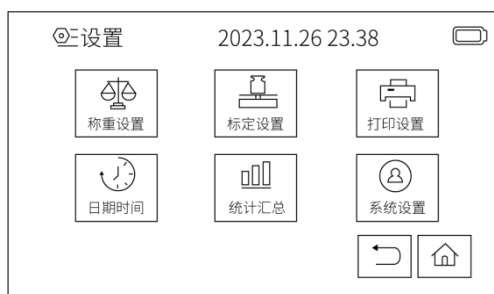 设置 2023.11.26 23.38
称重设置 标定设置 打印设置
日期时间 统计汇总 系统设置